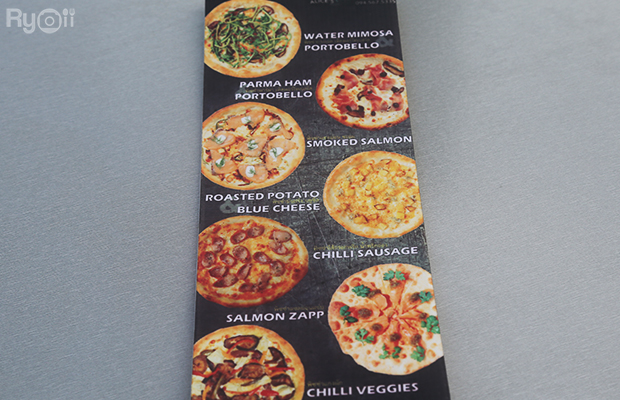 Ryoii
WATER MIMOSA
PORTOBELLO
PARMA HAM
PORTOBELLO
SMOKED SALMON
ROASTED POTATO
BLUE CHEESE
CHILLI SAUSAGE
SALMON ZAPP
CHILLI VEGGIES